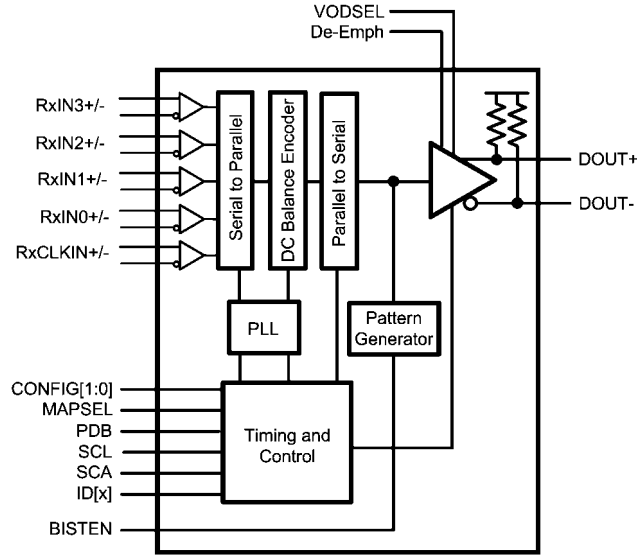 VODSEL
De-Emph
RxIN3+/-
RxIN2+/-
RxIN1+/-
RxIN0+/-
RxCLKIN+/-
Serial to Parallel
DC Balance Encoder
Parallel to Serial
DOUT+
DOUT-
PLL
Pattern
Generator
CONFIG[1:0]
MAPSEL
PDB
SCL
SCA
ID[x]
BISTEN
Timing and
Control